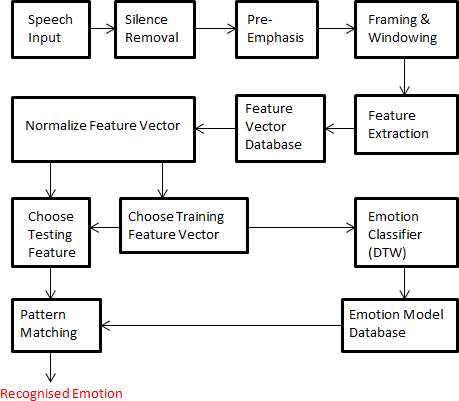 Speech
Input
Silence
Removal
Pre-
Emphasis
Framing &
Windowing
Normalize Feature Vector
Feature
Vector
Database
Feature
Extraction
Choose
Testing
Feature
Choose Training
Feature Vector
Emotion
Classifier
(DTW)
Pattern
Matching
Emotion Model
Database
Recognised Emotion